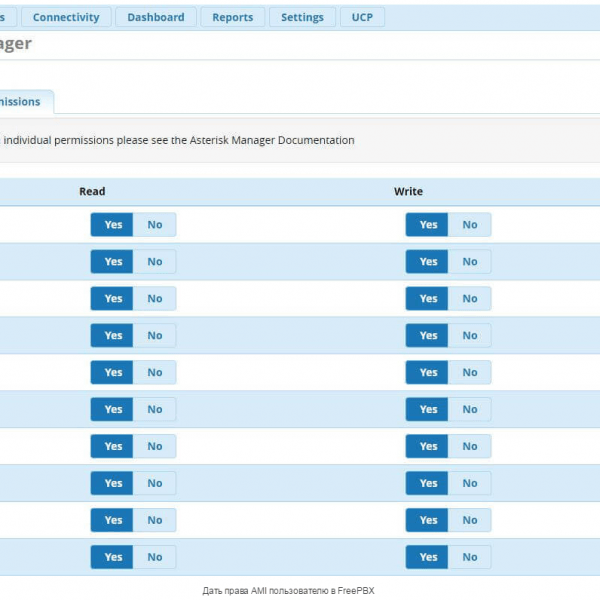 s Connectivity Dashboard Reports Settings UCP
ager
nissions
individual permissions please see the Asterisk Manager Documentation
Read Write
Yes No Yes No
Yes No Yes No
Yes No Yes No
Yes No Yes No
Yes No Yes No
Yes No Yes No
Yes No Yes No
Yes No Yes No
Yes No Yes No
Yes No Yes No
Дать права AMI пользователю в FreePBX